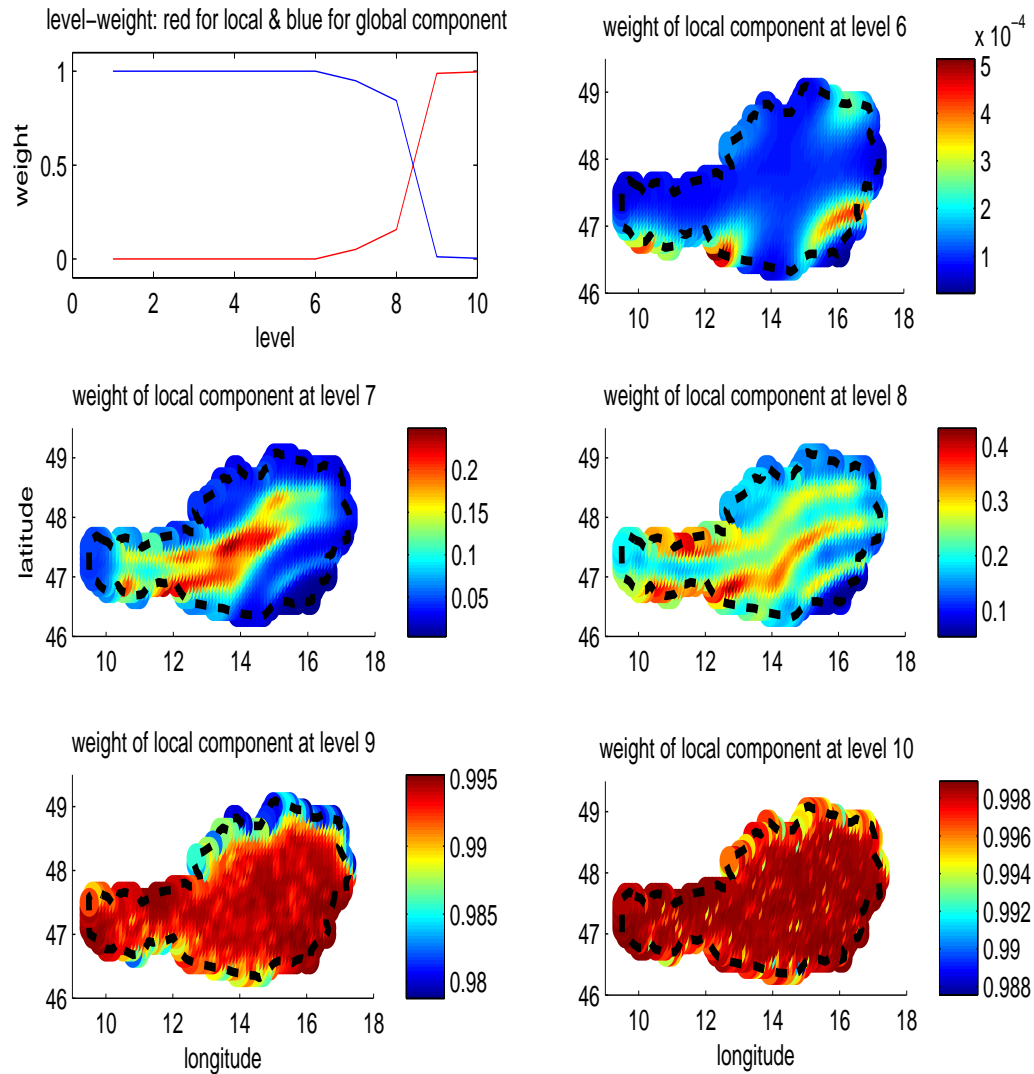 level−weight: red for local & blue for global component
1
0.5
0
weight
0 2 4 6 8 10
level
weight of local component at level 6
x 10⁻⁴
49
48
47
46
10 12 14 16 18
5
4
3
2
1
weight of local component at level 7
latitude
49
48
47
46
10 12 14 16 18
0.2
0.15
0.1
0.05
weight of local component at level 8
49
48
47
46
10 12 14 16 18
0.4
0.3
0.2
0.1
weight of local component at level 9
49
48
47
46
10 12 14 16 18
longitude
0.995
0.99
0.985
0.98
weight of local component at level 10
49
48
47
46
10 12 14 16 18
longitude
0.998
0.996
0.994
0.992
0.99
0.988